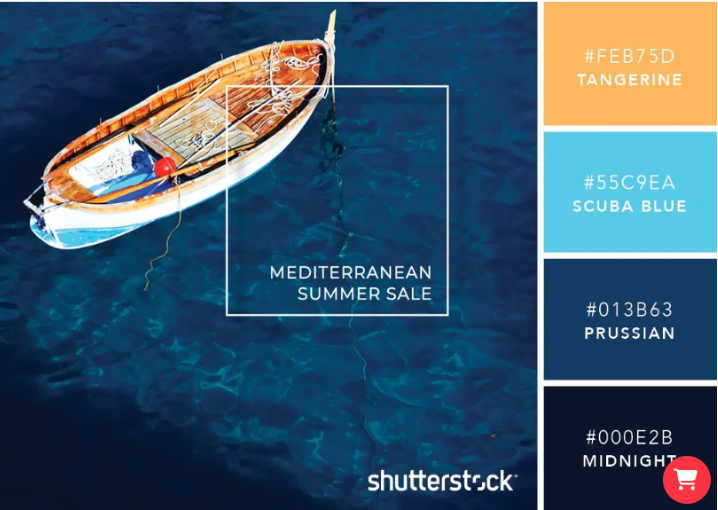 MEDITERRANEAN
SUMMER SALE
shutterstock
#FEB75D
TANGERINE
#55C9EA
SCUBA BLUE
#013B63
PRUSSIAN
#000E2B
MIDNIGHT